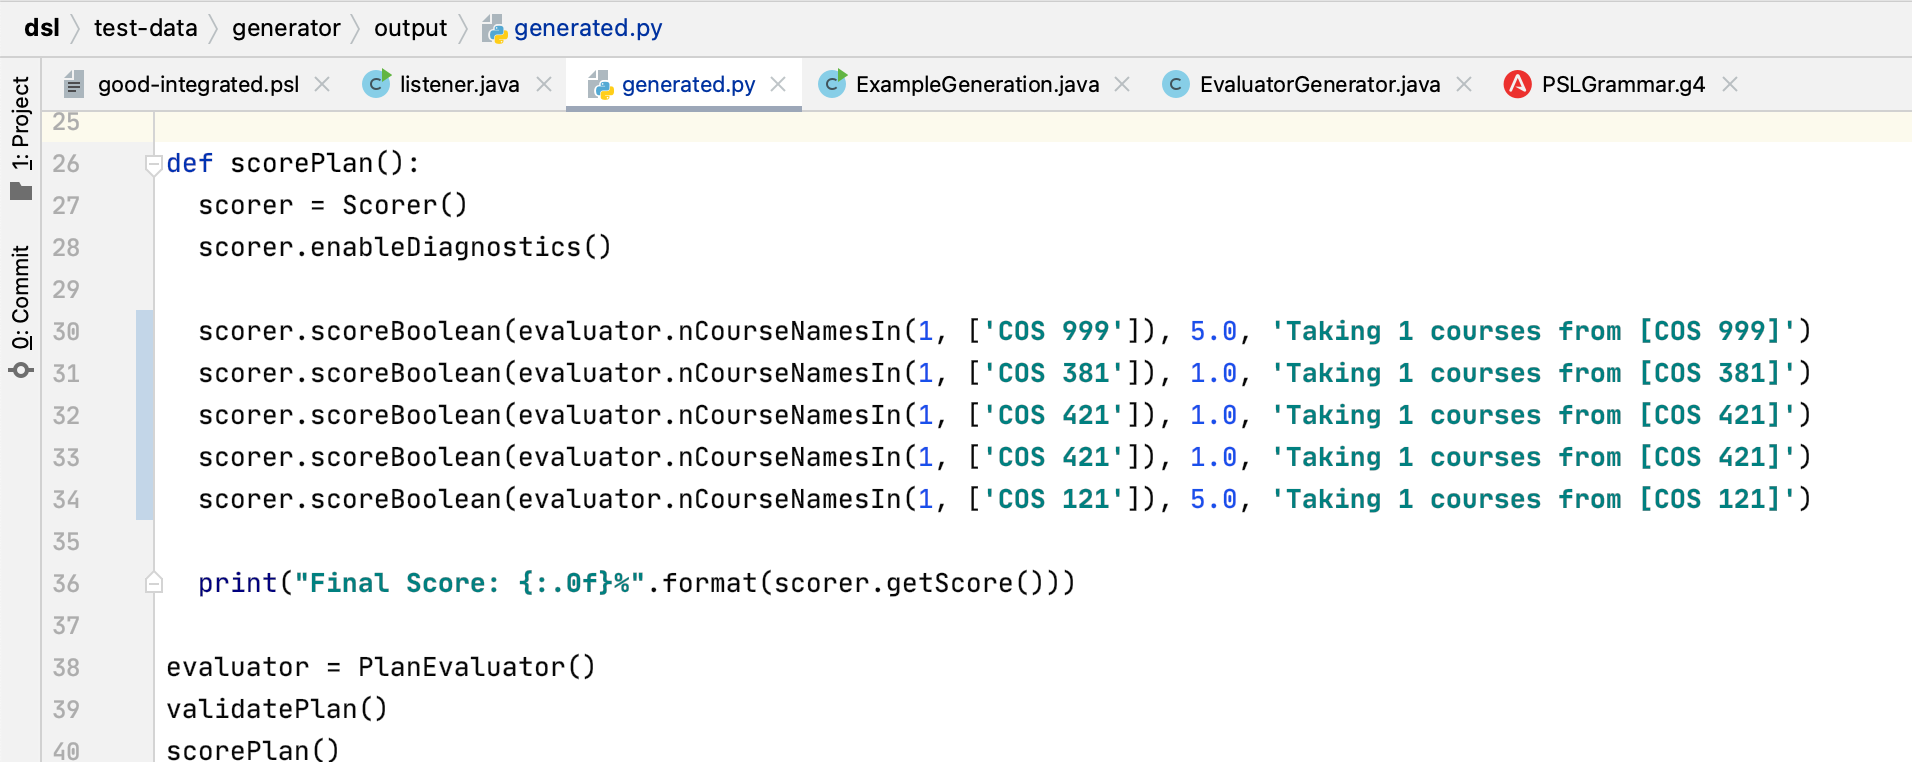 dsl test-data generator output generated.py
good-integrated.psl listener.java generated.py ExampleGeneration.java EvaluatorGenerator.java PSLGrammar.g4
1: Project
0: Commit
25
26 def scorePlan():
27   scorer = Scorer()
28   scorer.enableDiagnostics()
29
30   scorer.scoreBoolean(evaluator.nCourseNamesIn(1, ['COS 999']), 5.0, 'Taking 1 courses from [COS 999]')
31   scorer.scoreBoolean(evaluator.nCourseNamesIn(1, ['COS 381']), 1.0, 'Taking 1 courses from [COS 381]')
32   scorer.scoreBoolean(evaluator.nCourseNamesIn(1, ['COS 421']), 1.0, 'Taking 1 courses from [COS 421]')
33   scorer.scoreBoolean(evaluator.nCourseNamesIn(1, ['COS 421']), 1.0, 'Taking 1 courses from [COS 421]')
34   scorer.scoreBoolean(evaluator.nCourseNamesIn(1, ['COS 121']), 5.0, 'Taking 1 courses from [COS 121]')
35
36   print("Final Score: {:.0f}%".format(scorer.getScore()))
37
38 evaluator = PlanEvaluator()
39 validatePlan()
40 scorePlan()